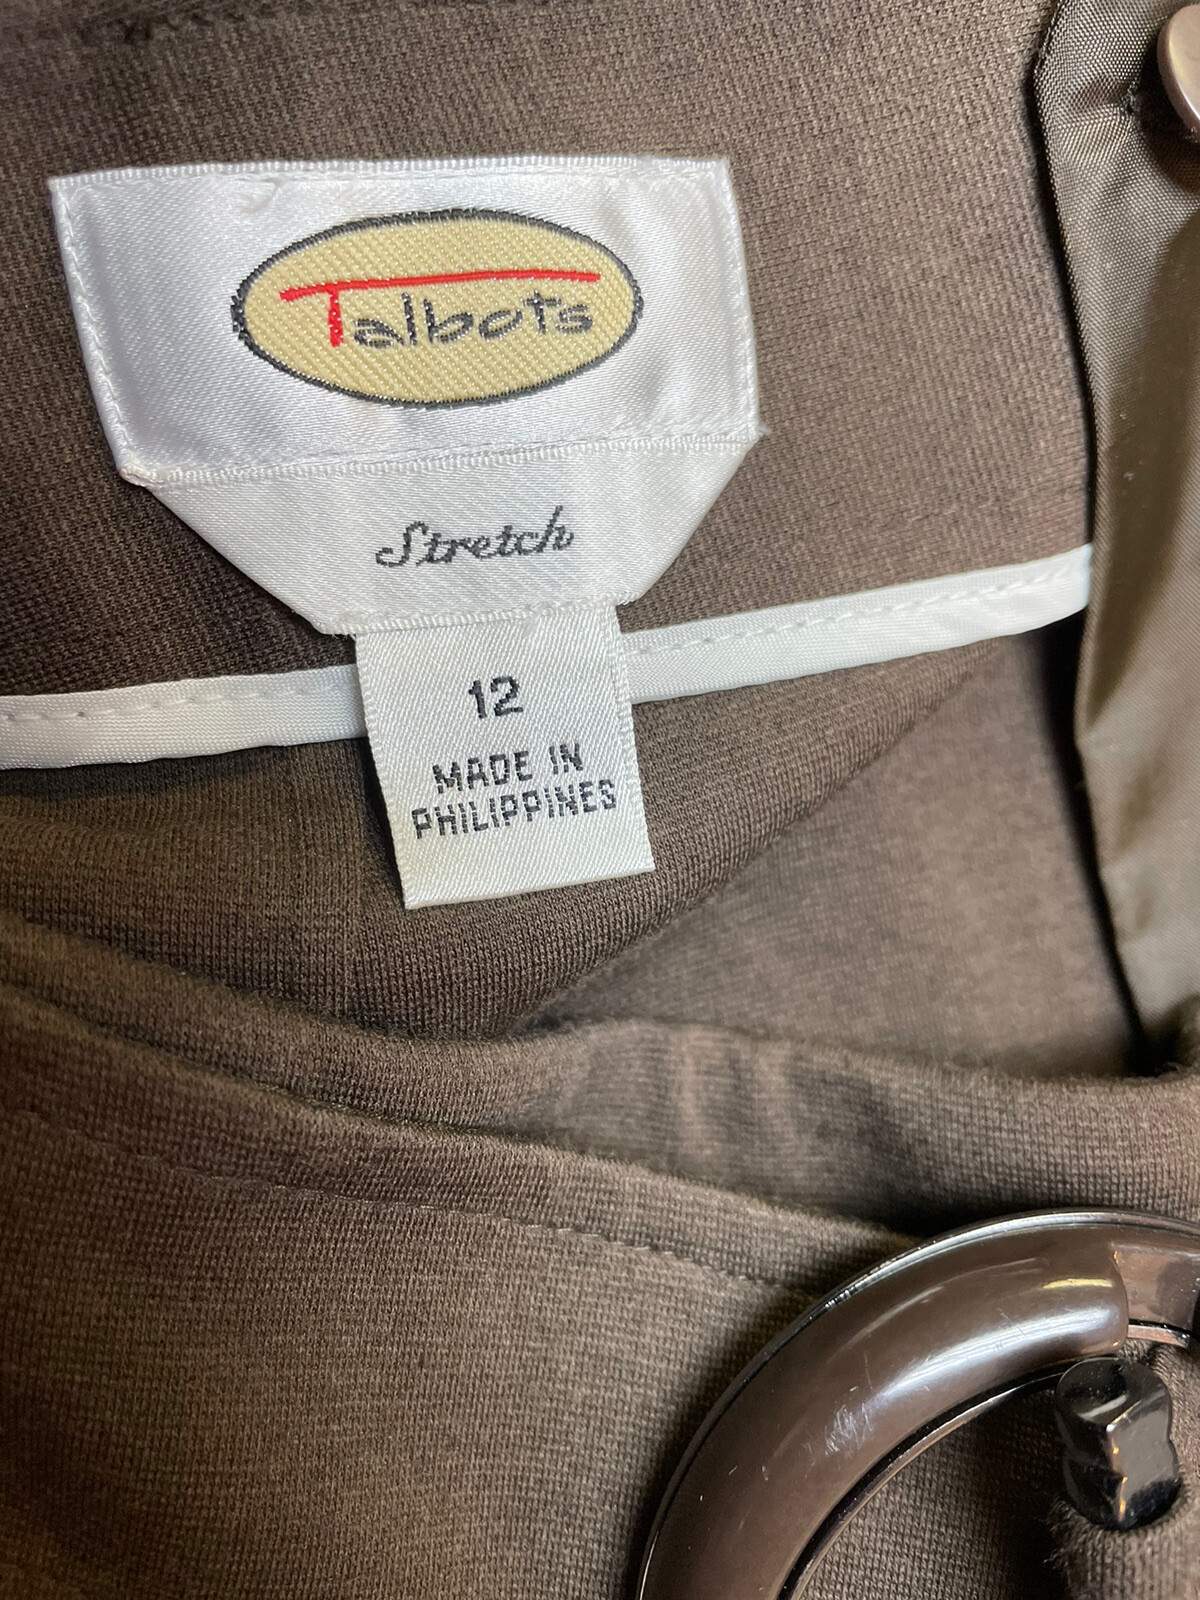 Talbots
Stretch
12
MADE IN
PHILIPPINES